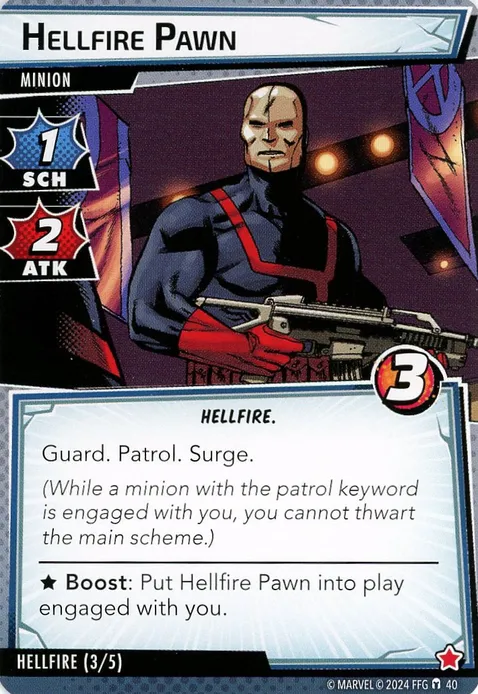 HELLFIRE PAWN
MINION
1
SCH
2
ATK
3
HELLFIRE.
Guard. Patrol. Surge.
(While a minion with the patrol keyword
is engaged with you, you cannot thwart
the main scheme.)
★ Boost: Put Hellfire Pawn into play
engaged with you.
HELLFIRE (3/5)
© MARVEL © 2024 FFG 40